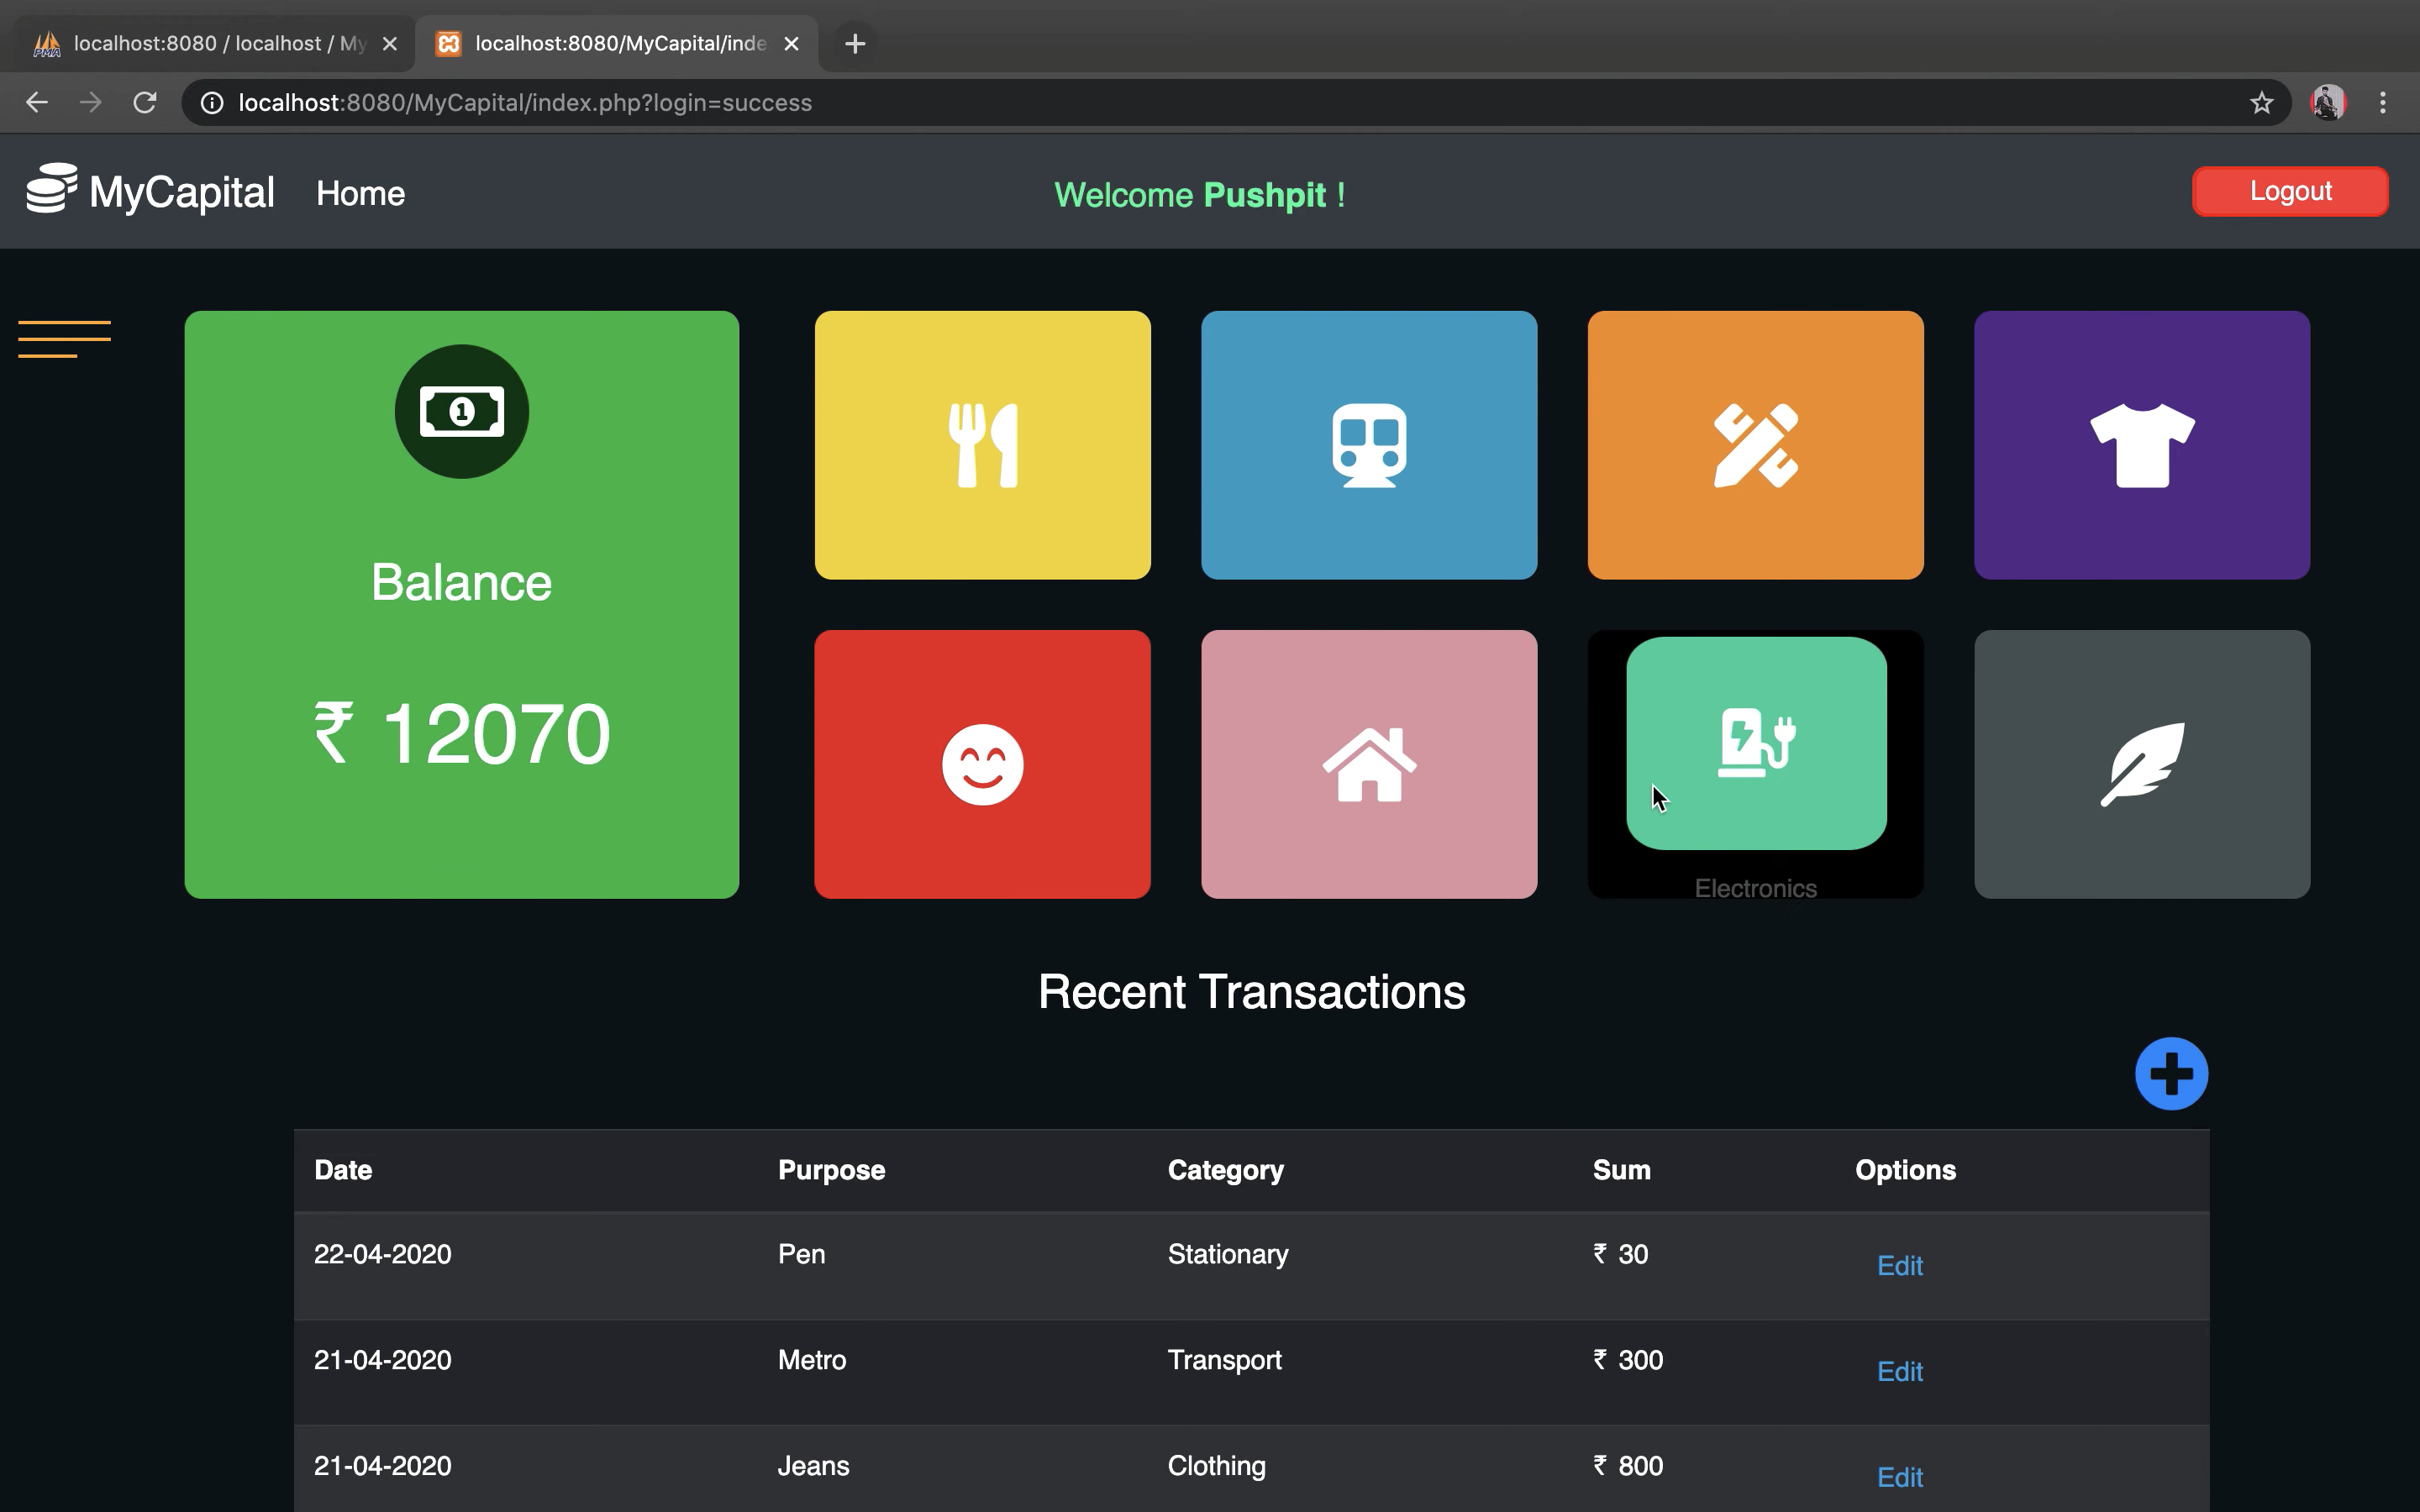 localhost:8080 / localhost / My
localhost:8080/MyCapital/inde
localhost:8080/MyCapital/index.php?login=success
MyCapital Home Welcome Pushpit ! Logout
1
Balance
₹ 12070
Electronics
Recent Transactions
Date Purpose Category Sum Options
22-04-2020 Pen Stationary ₹ 30 Edit
21-04-2020 Metro Transport ₹ 300 Edit
21-04-2020 Jeans Clothing ₹ 800 Edit